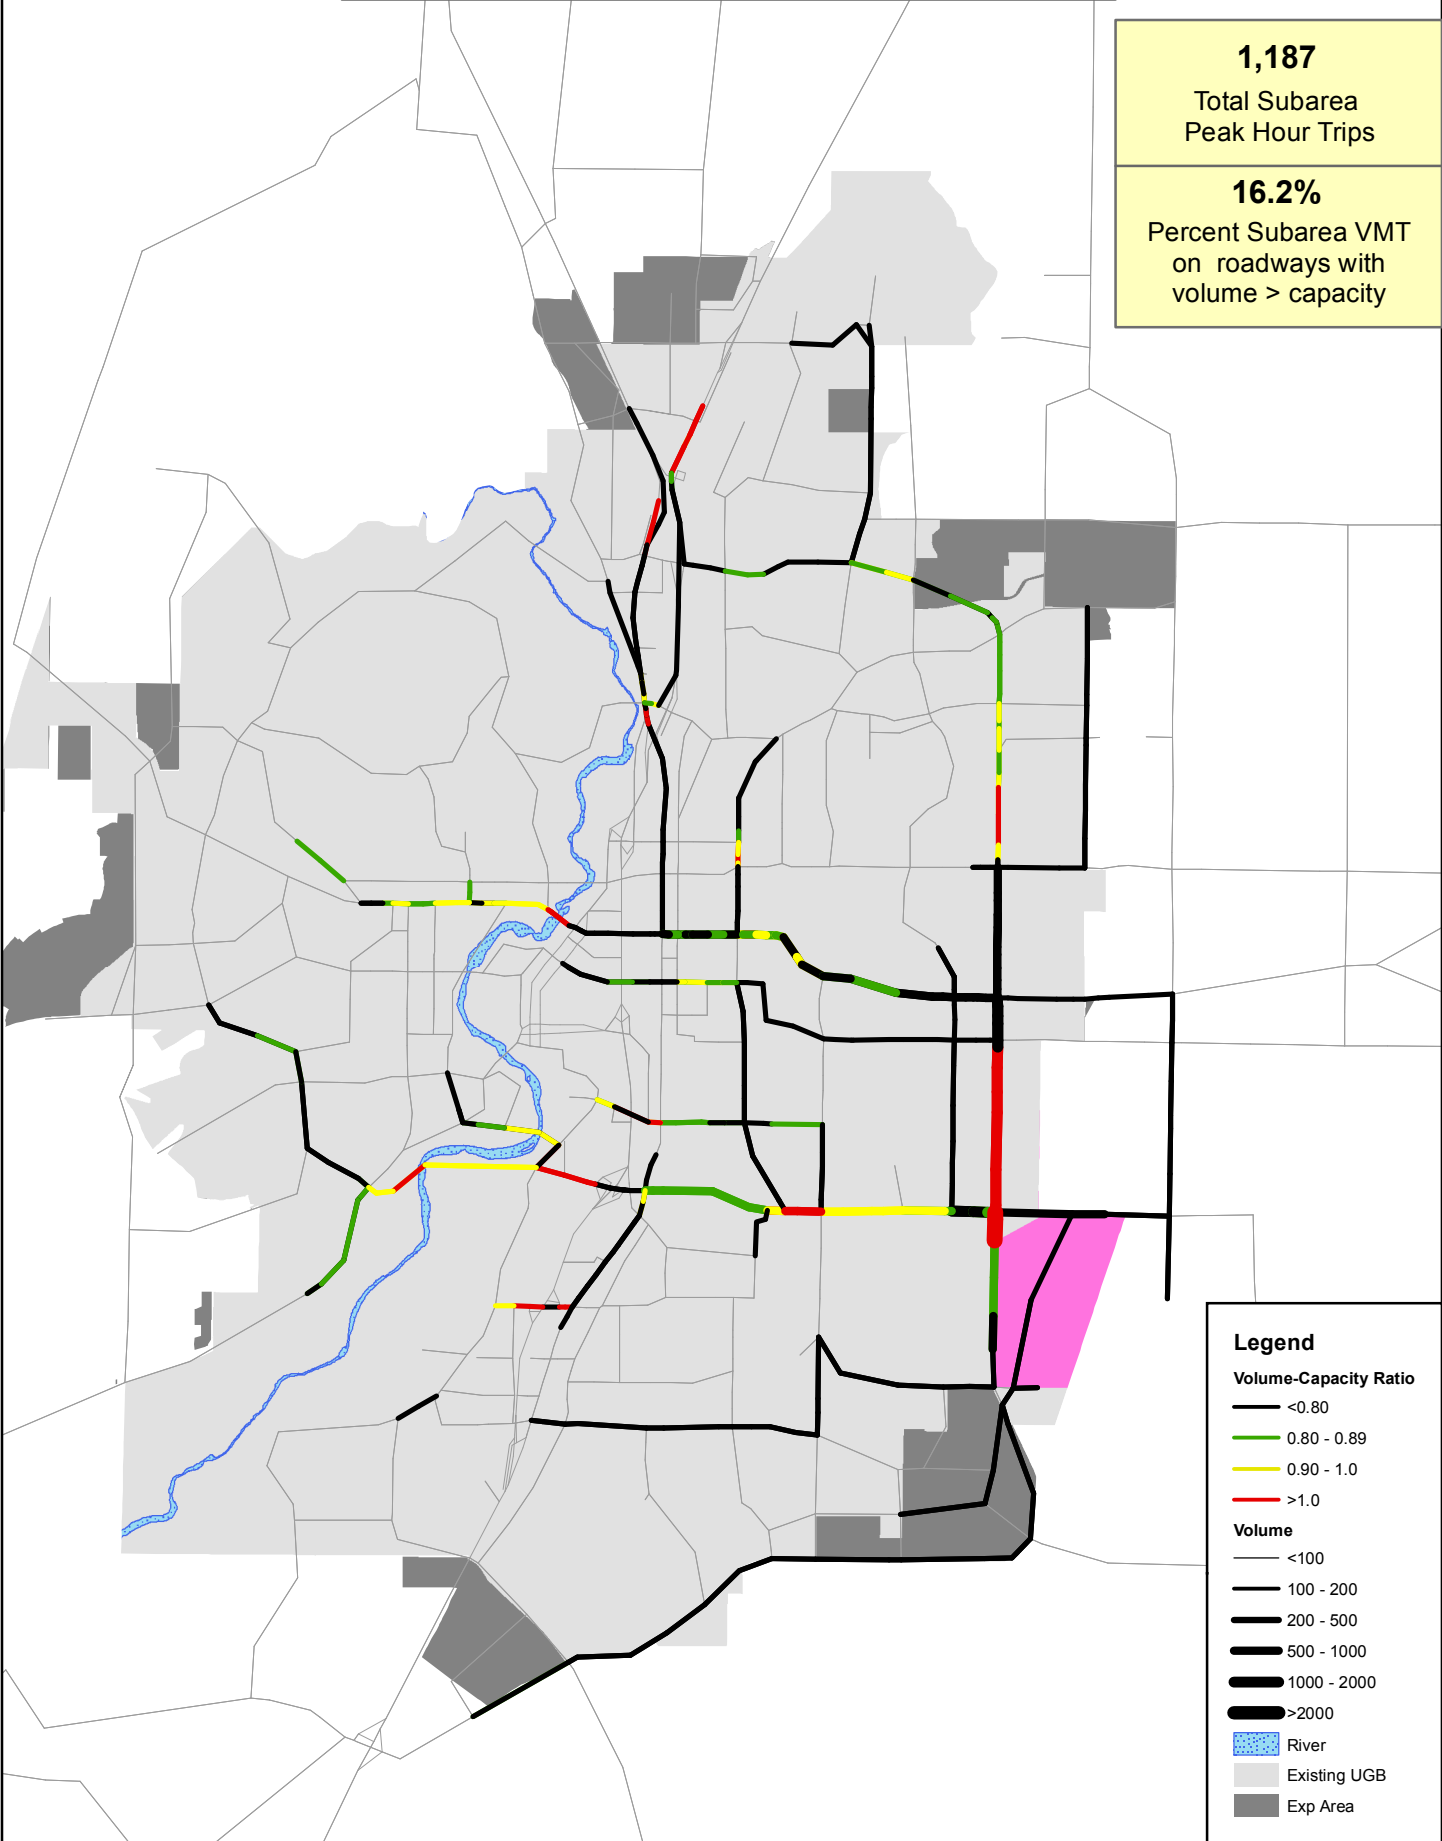 1,187
Total Subarea
Peak Hour Trips
16.2%
Percent Subarea VMT
on roadways with
volume > capacity
Legend
Volume-Capacity Ratio
<0.80
0.80 - 0.89
0.90 - 1.0
>1.0
Volume
<100
100 - 200
200 - 500
500 - 1000
1000 - 2000
>2000
River
Existing UGB
Exp Area